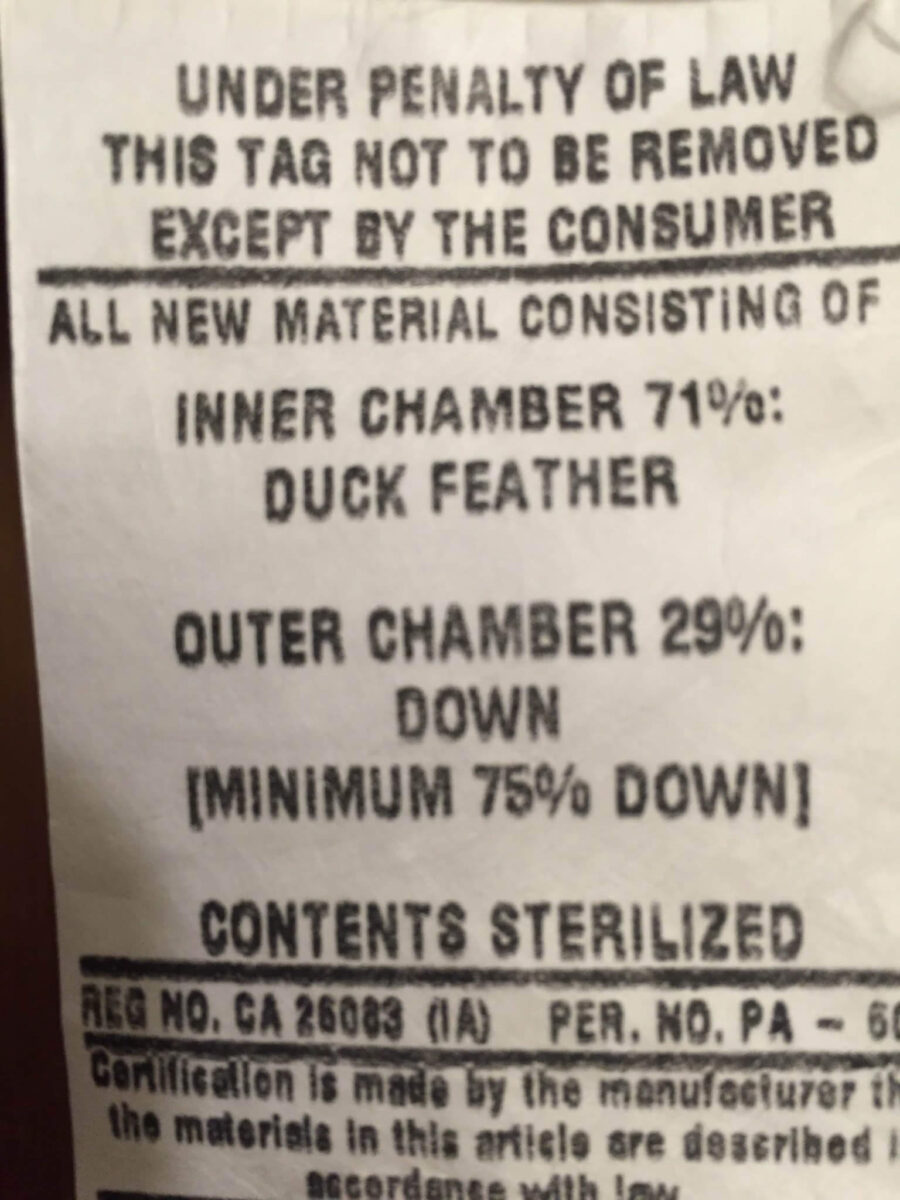 UNDER PENALTY OF LAW
THIS TAG NOT TO BE REMOVED
EXCEPT BY THE CONSUMER
ALL NEW MATERIAL CONSISTING OF
INNER CHAMBER 71%:
DUCK FEATHER
OUTER CHAMBER 29%:
DOWN
[MINIMUM 75% DOWN]
CONTENTS STERILIZED
REG NO. CA 26083 (IA) PER. NO. PA - 60
Certification is made by the manufacturer th
the materials in this article are described i
accordance with law